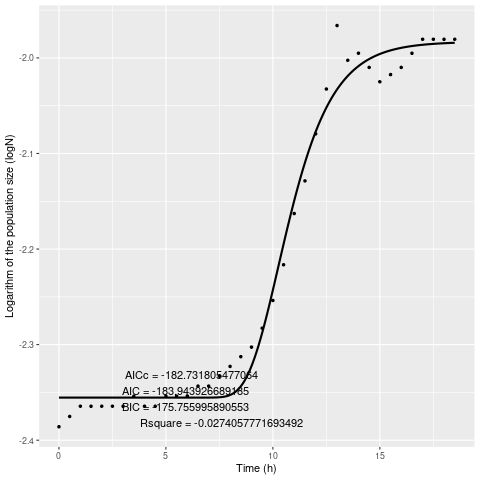 Logarithm of the population size (logN)
-2.0
-2.1
-2.2
-2.3
-2.4
AICc = -182.731805477064
AIC = -183.943926689185
BIC = -175.755995890553
Rsquare = -0.0274057771693492
0
5
10
15
Time (h)